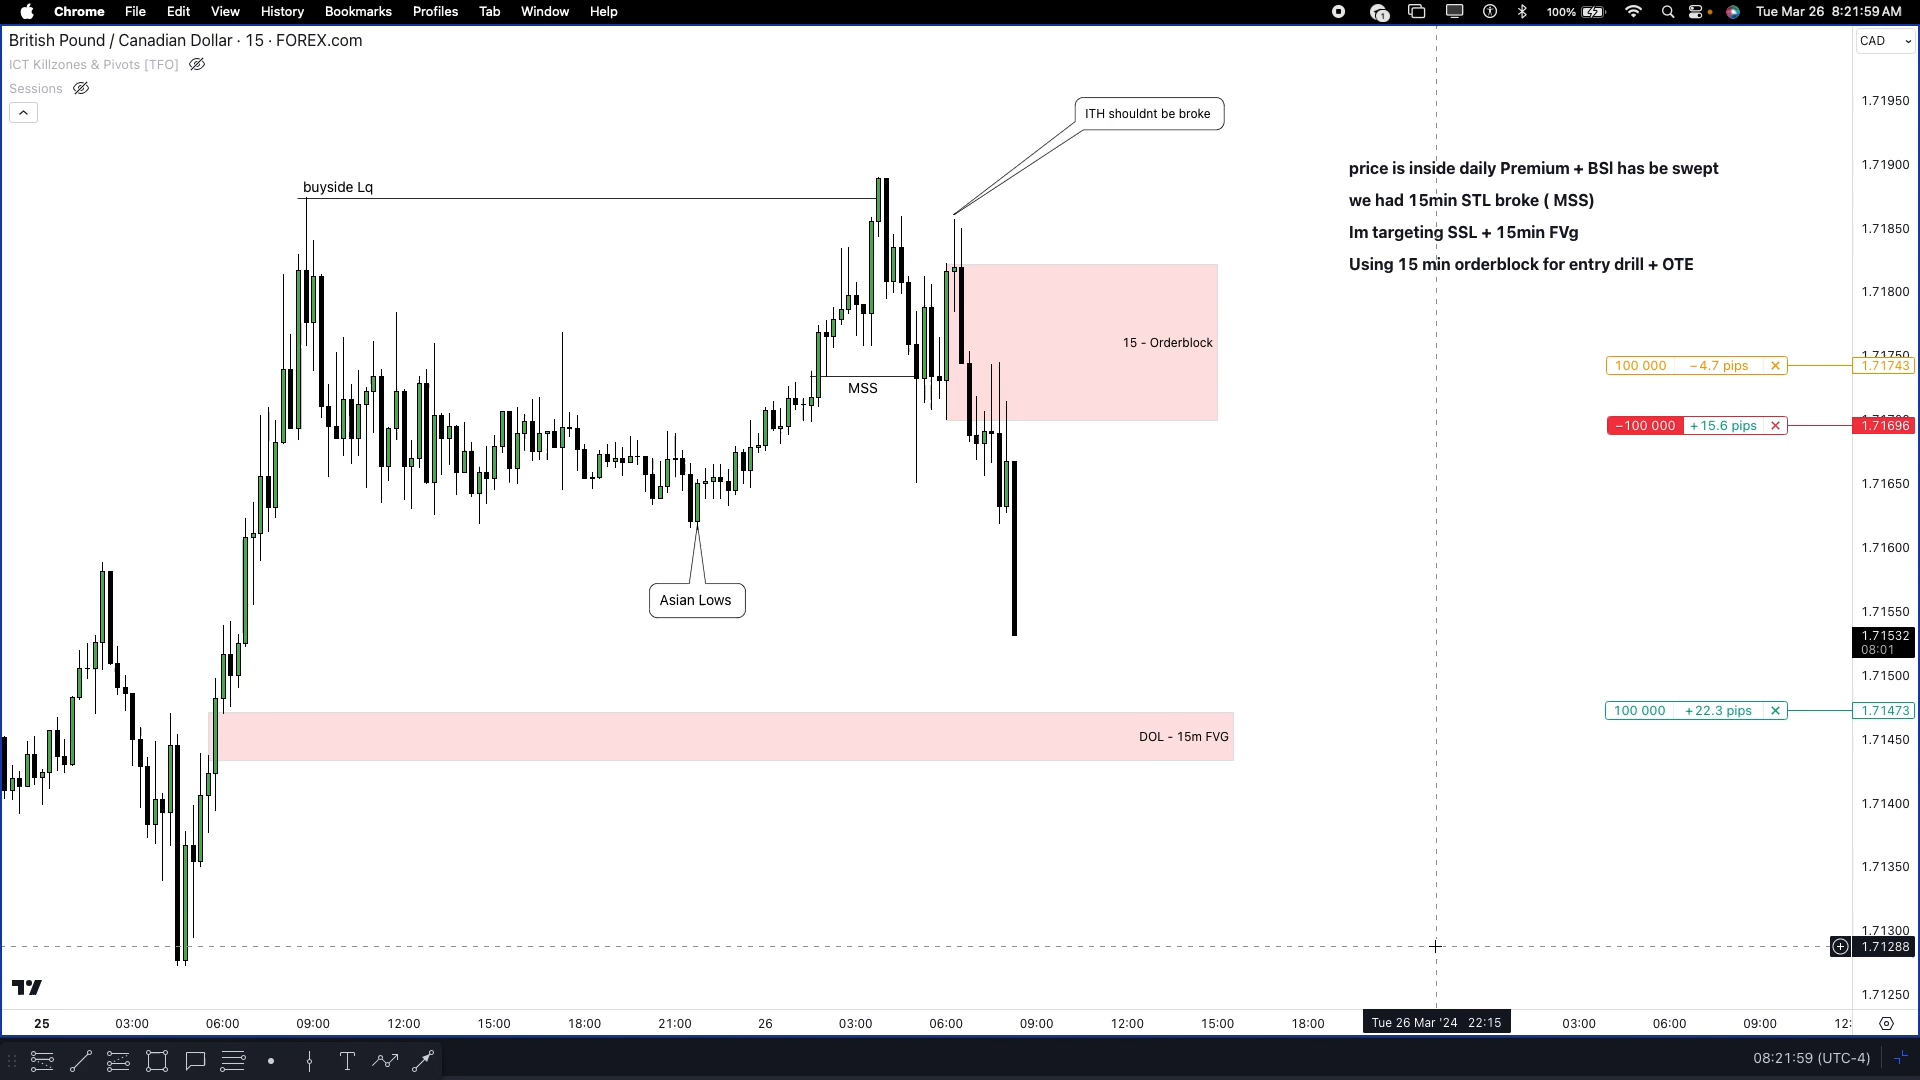 Chrome File Edit View History Bookmarks Profiles Tab Window Help 1 100% Tue Mar 26 8:21:59 AM
British Pound / Canadian Dollar · 15 · FOREX.com
CAD
ICT Killzones & Pivots [TFO]
Sessions
1.71950
ITH shouldnt be broke
1.71900
price is inside daily Premium + BSl has be swept
buyside Lq
we had 15min STL broke ( MSS)
1.71850
Im targeting SSL + 15min FVg
Using 15 min orderblock for entry drill + OTE
1.71800
15 - Orderblock
1.71750
100 000 −4.7 pips 1.71743
MSS
−100 000 +15.6 pips 1.71696
1.71650
1.71600
Asian Lows
1.71550
1.71532
08:01
1.71500
100 000 +22.3 pips 1.71473
DOL - 15m FVG
1.71450
1.71400
1.71350
1.71300
1.71288
1.71250
25 03:00 06:00 09:00 12:00 15:00 18:00 21:00 26 03:00 06:00 09:00 12:00 15:00 18:00 Tue 26 Mar '24 22:15 03:00 06:00 09:00 12:
08:21:59 (UTC-4)